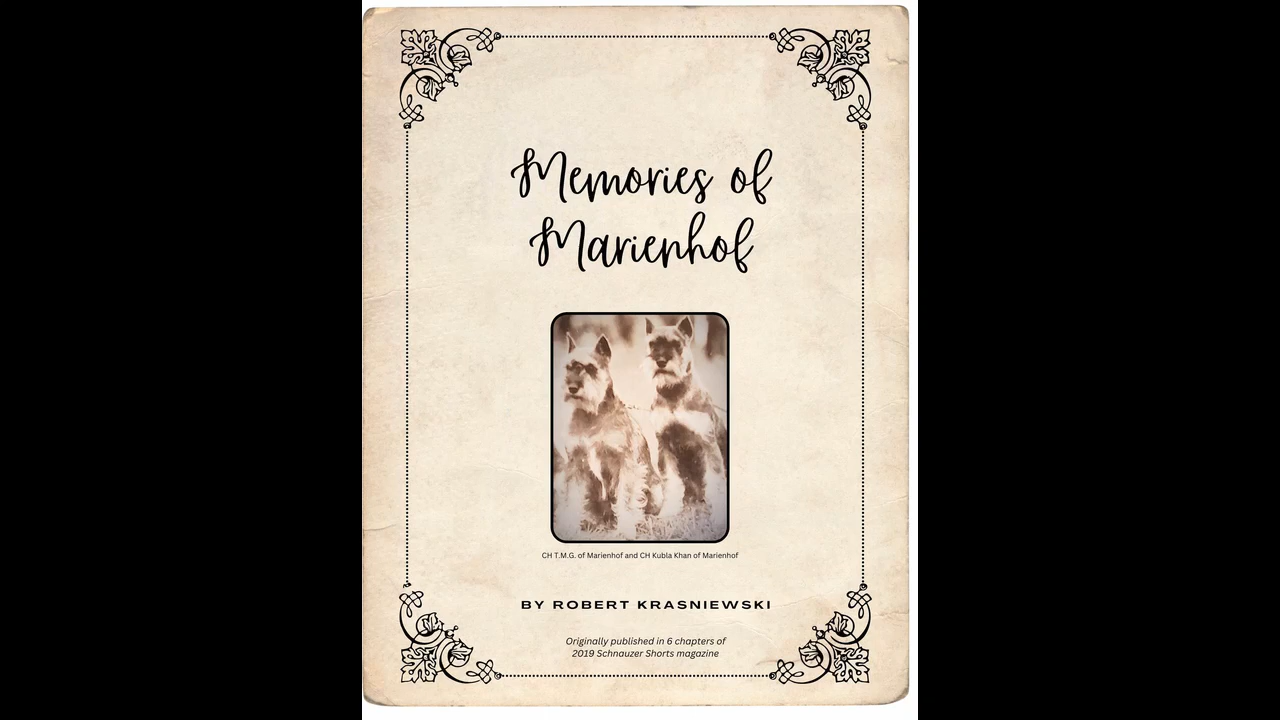 Memories of
Marienhof
CH T.M.G. of Marienhof and CH Kubla Khan of Marienhof
BY ROBERT KRASNIEWSKI
Originally published in 6 chapters of
2019 Schnauzer Shorts magazine